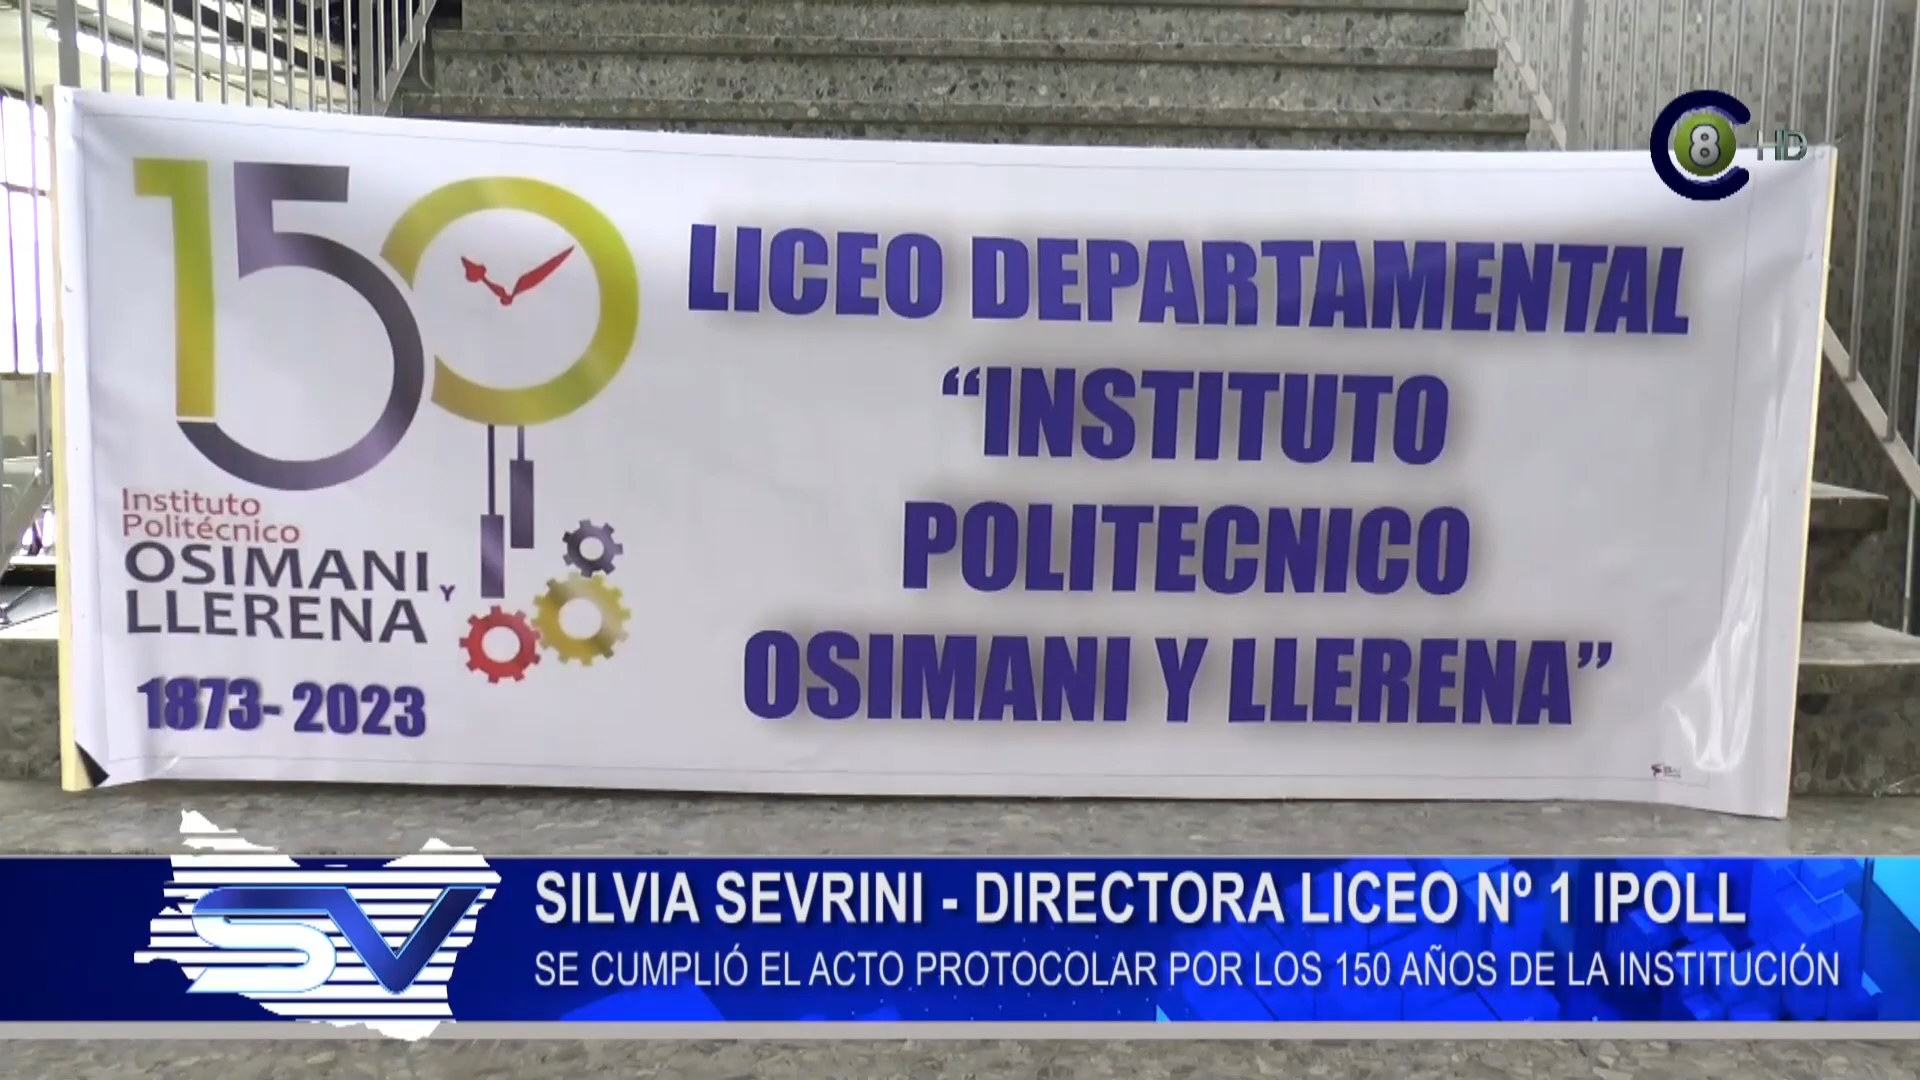 8 HD
150
Instituto
Politécnico
OSIMANI Y
LLERENA
1873- 2023
LICEO DEPARTAMENTAL
“INSTITUTO
POLITECNICO
OSIMANI Y LLERENA”
SV
SILVIA SEVRINI - DIRECTORA LICEO Nº 1 IPOLL
SE CUMPLIÓ EL ACTO PROTOCOLAR POR LOS 150 AÑOS DE LA INSTITUCIÓN